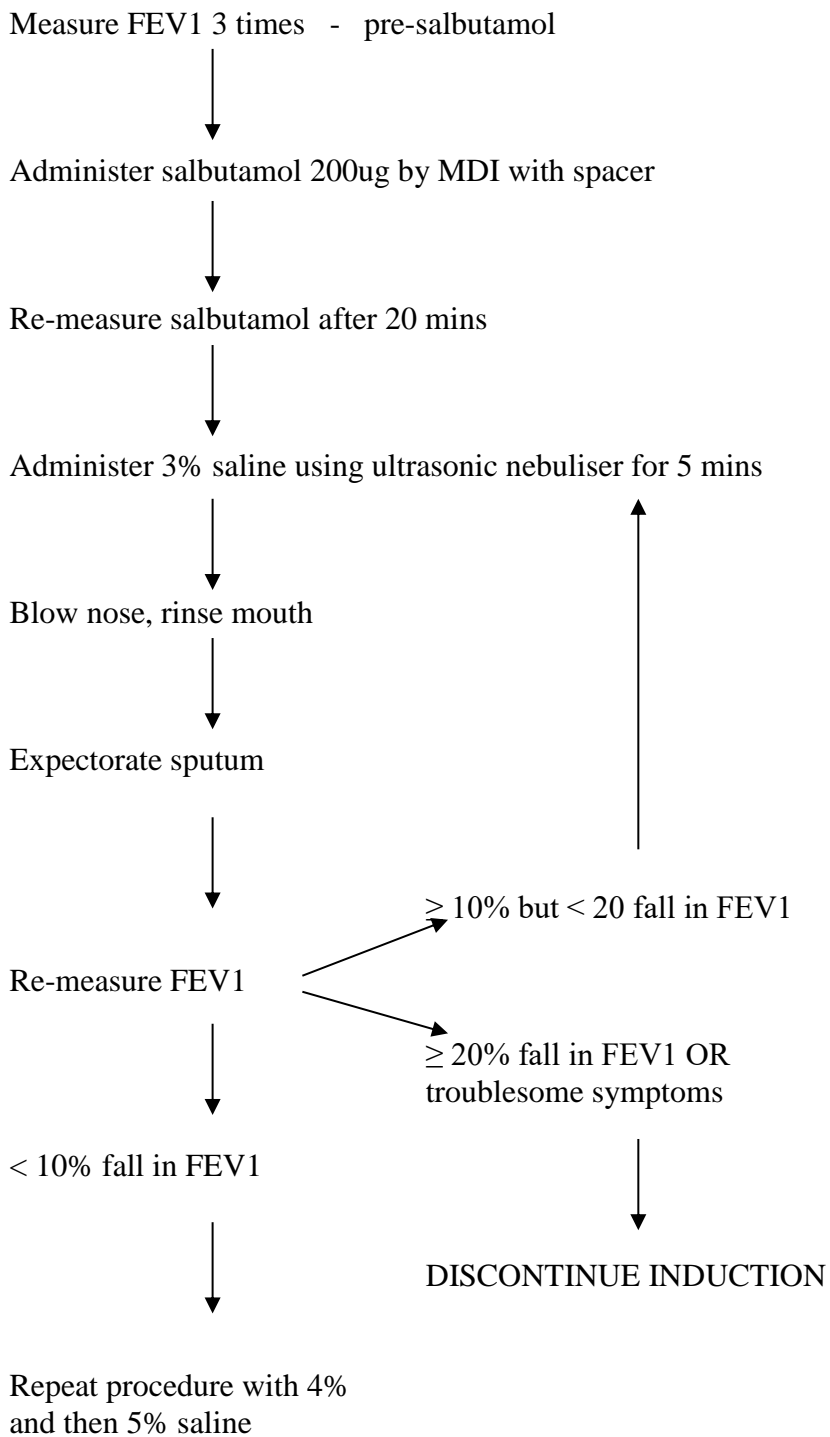 Measure FEV1 3 times - pre-salbutamol
Administer salbutamol 200ug by MDI with spacer
Re-measure salbutamol after 20 mins
Administer 3% saline using ultrasonic nebuliser for 5 mins
Blow nose, rinse mouth
Expectorate sputum
≥ 10% but < 20 fall in FEV1
Re-measure FEV1
≥ 20% fall in FEV1 OR
troublesome symptoms
< 10% fall in FEV1
DISCONTINUE INDUCTION
Repeat procedure with 4%
and then 5% saline